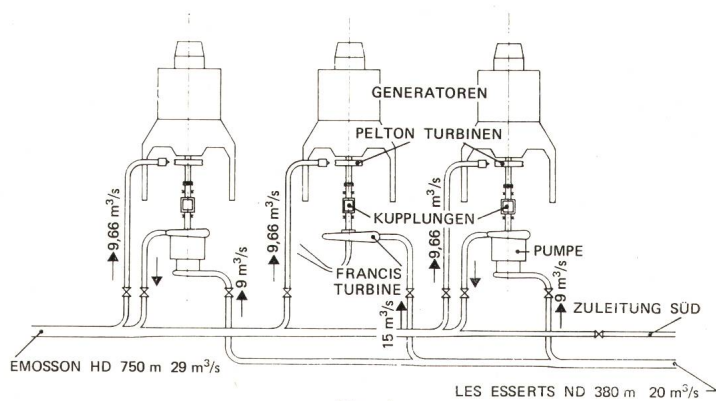 GENERATOREN
PELTON TURBINEN
9,66 m³/s
9,66 m³/s
9,66 m³/s
KUPPLUNGEN
PUMPE
FRANCIS
TURBINE
9 m³/s
9 m³/s
15 m³/s
ZULEITUNG SÜD
EMOSSON HD 750 m 29 m³/s
LES ESSERTS ND 380 m 20 m³/s